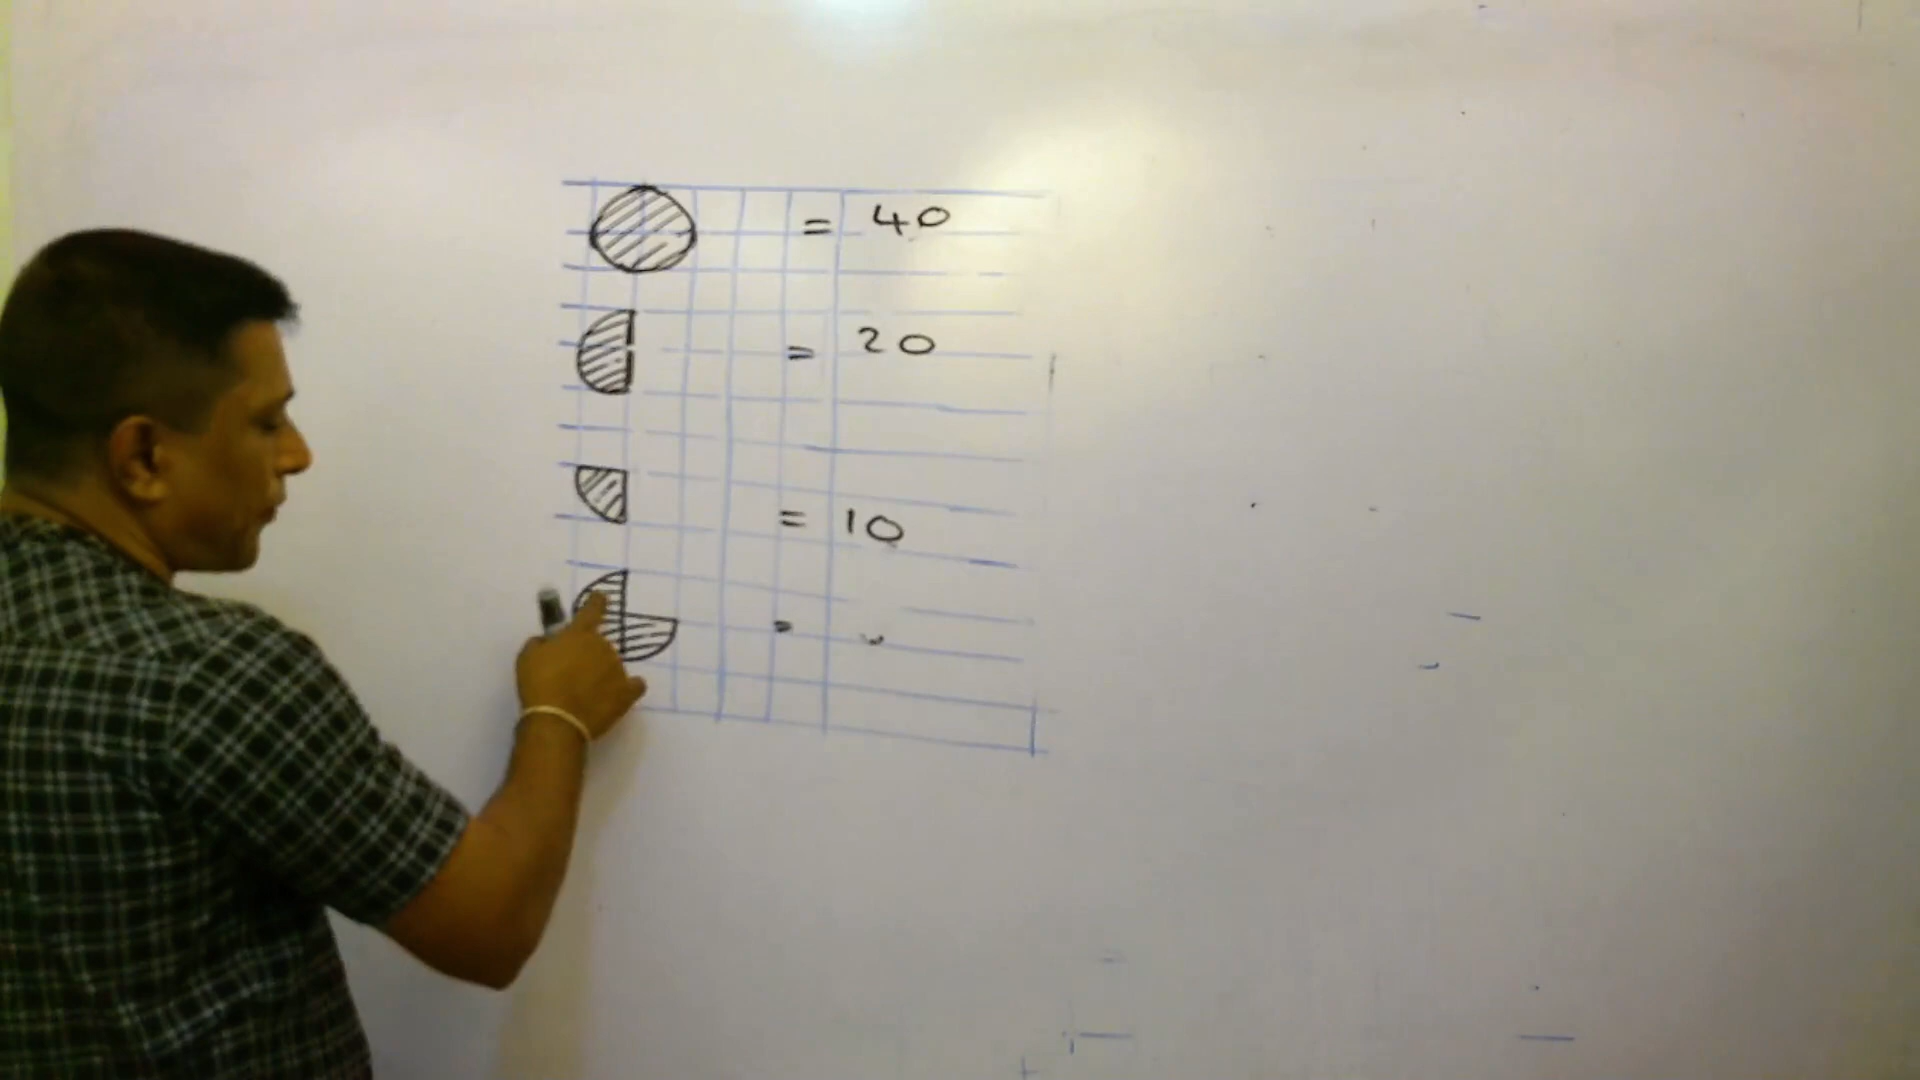 = 40
= 20
= 10
=